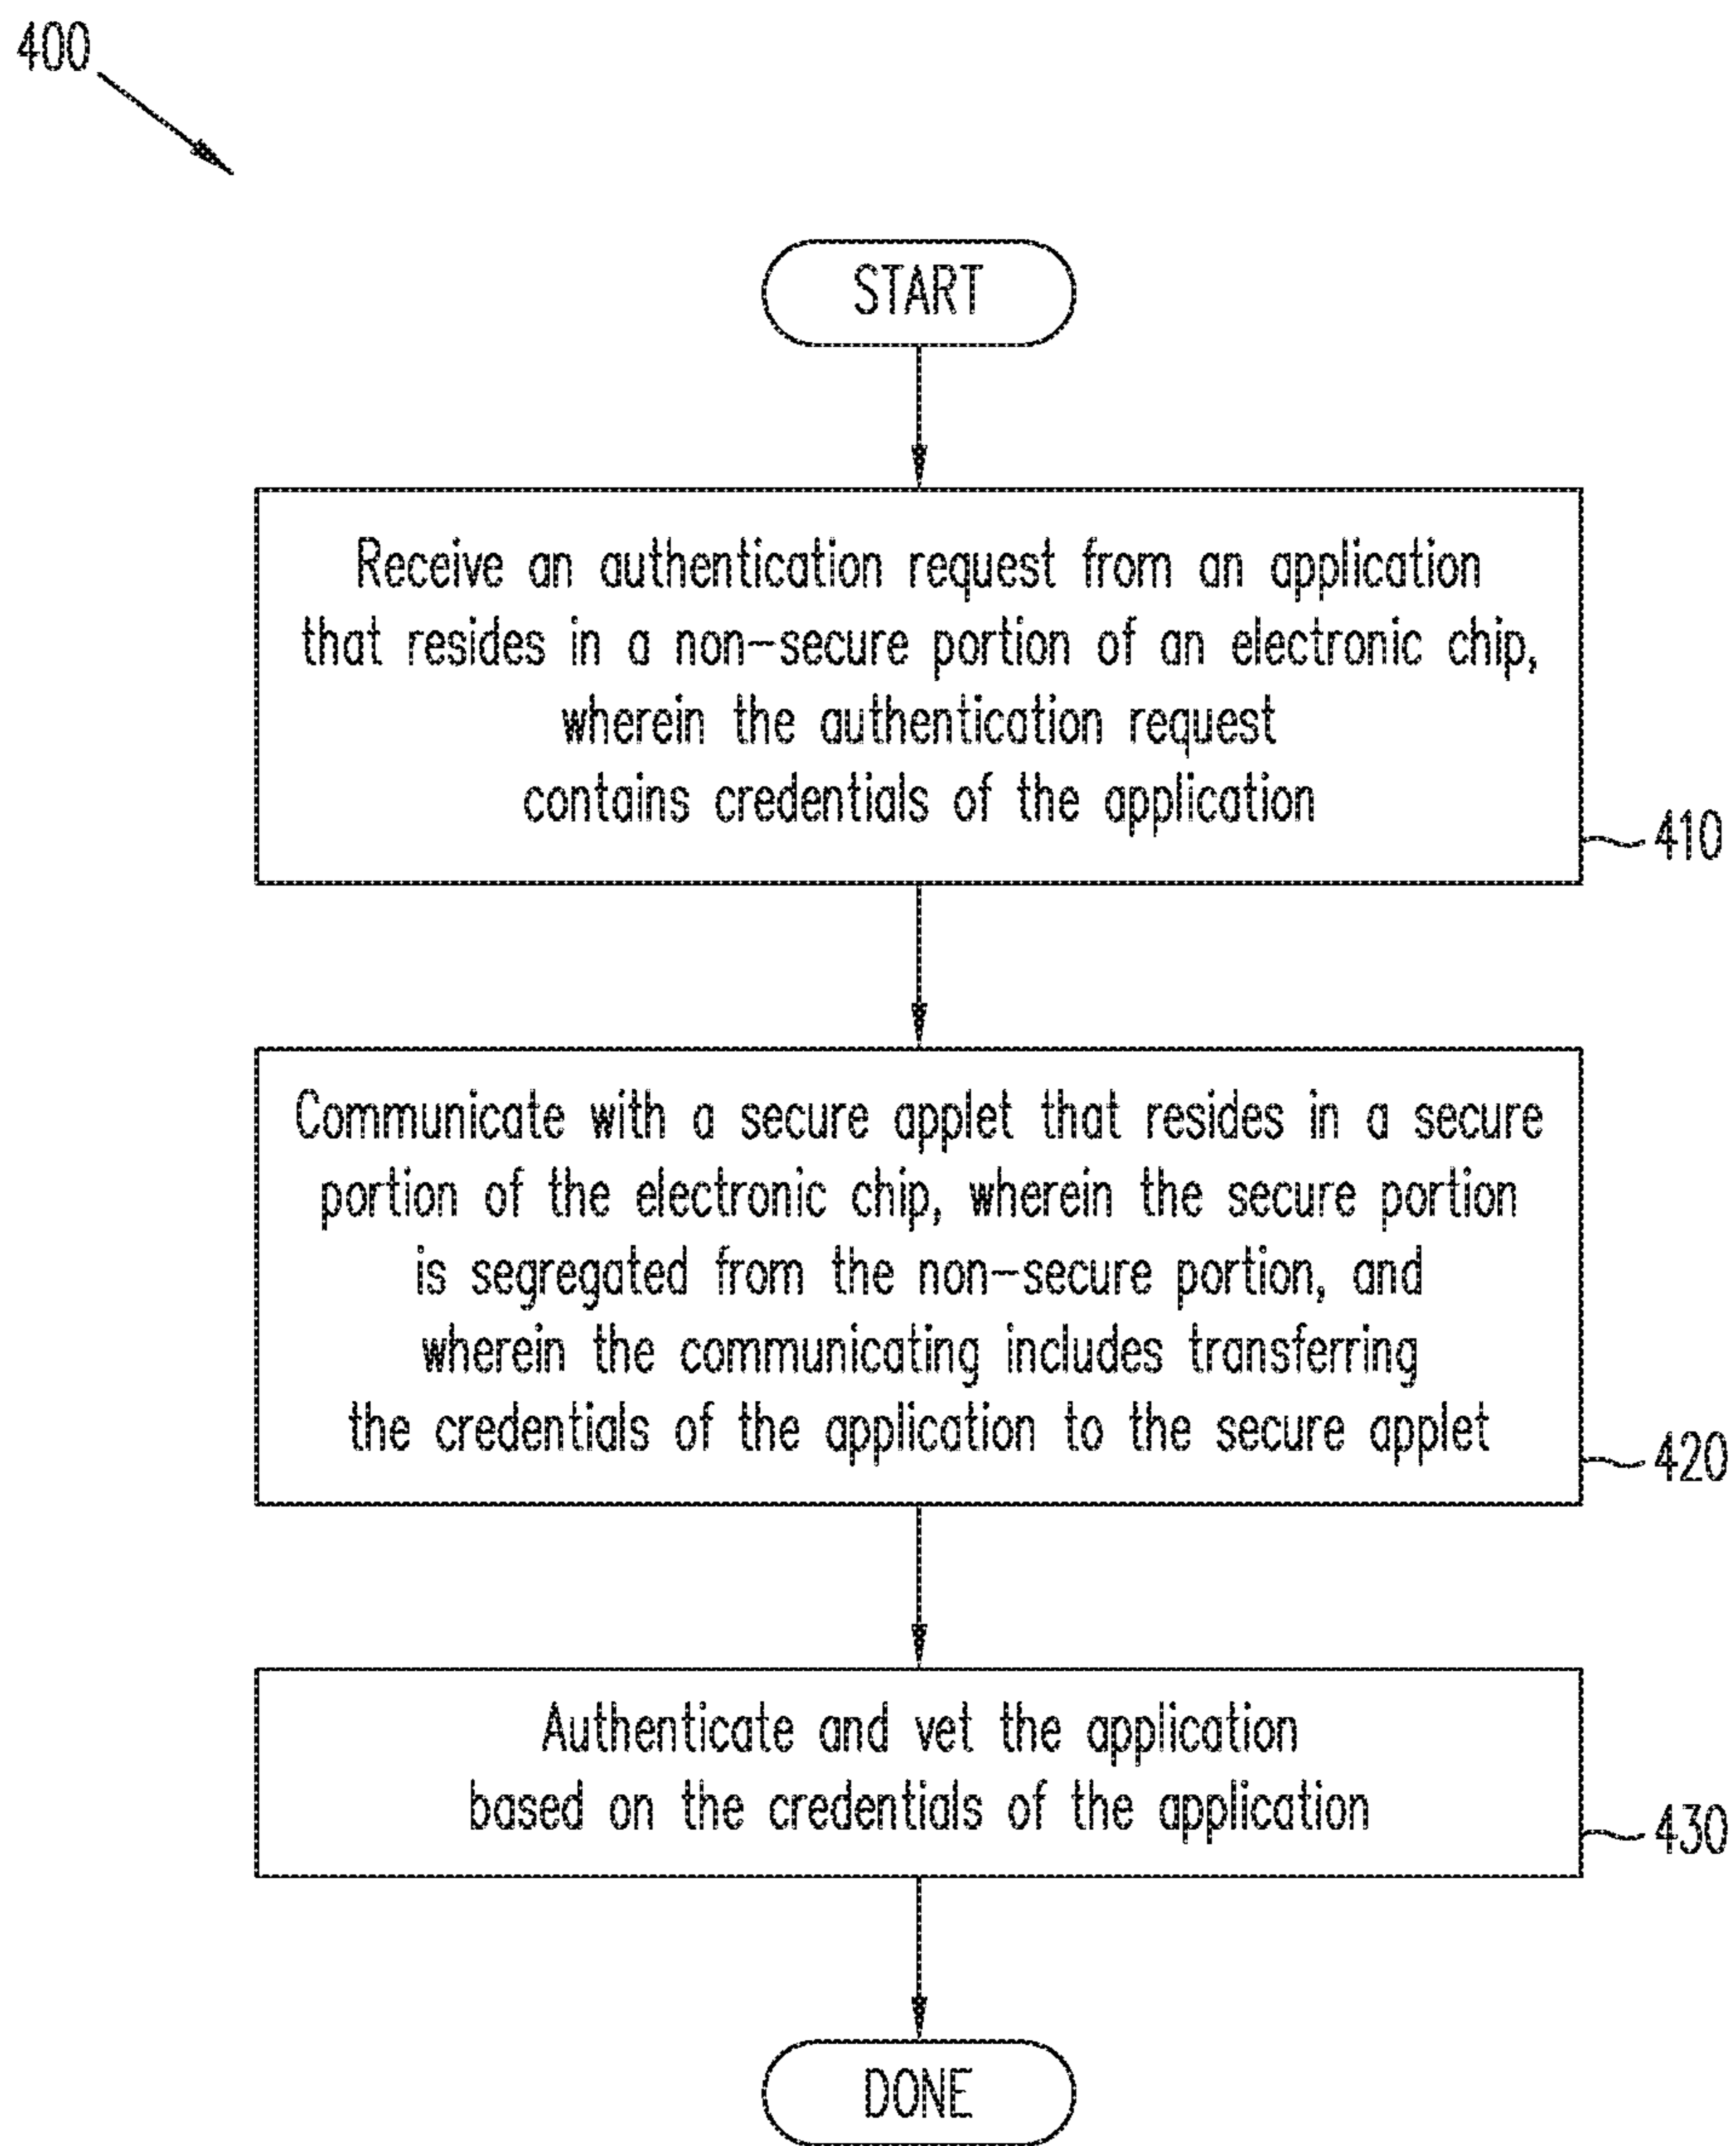 400
START
Receive an authentication request from an application
that resides in a non-secure portion of an electronic chip,
wherein the authentication request
contains credentials of the application
410
Communicate with a secure applet that resides in a secure
portion of the electronic chip, wherein the secure portion
is segregated from the non-secure portion, and
wherein the communicating includes transferring
the credentials of the application to the secure applet
420
Authenticate and vet the application
based on the credentials of the application
430
DONE